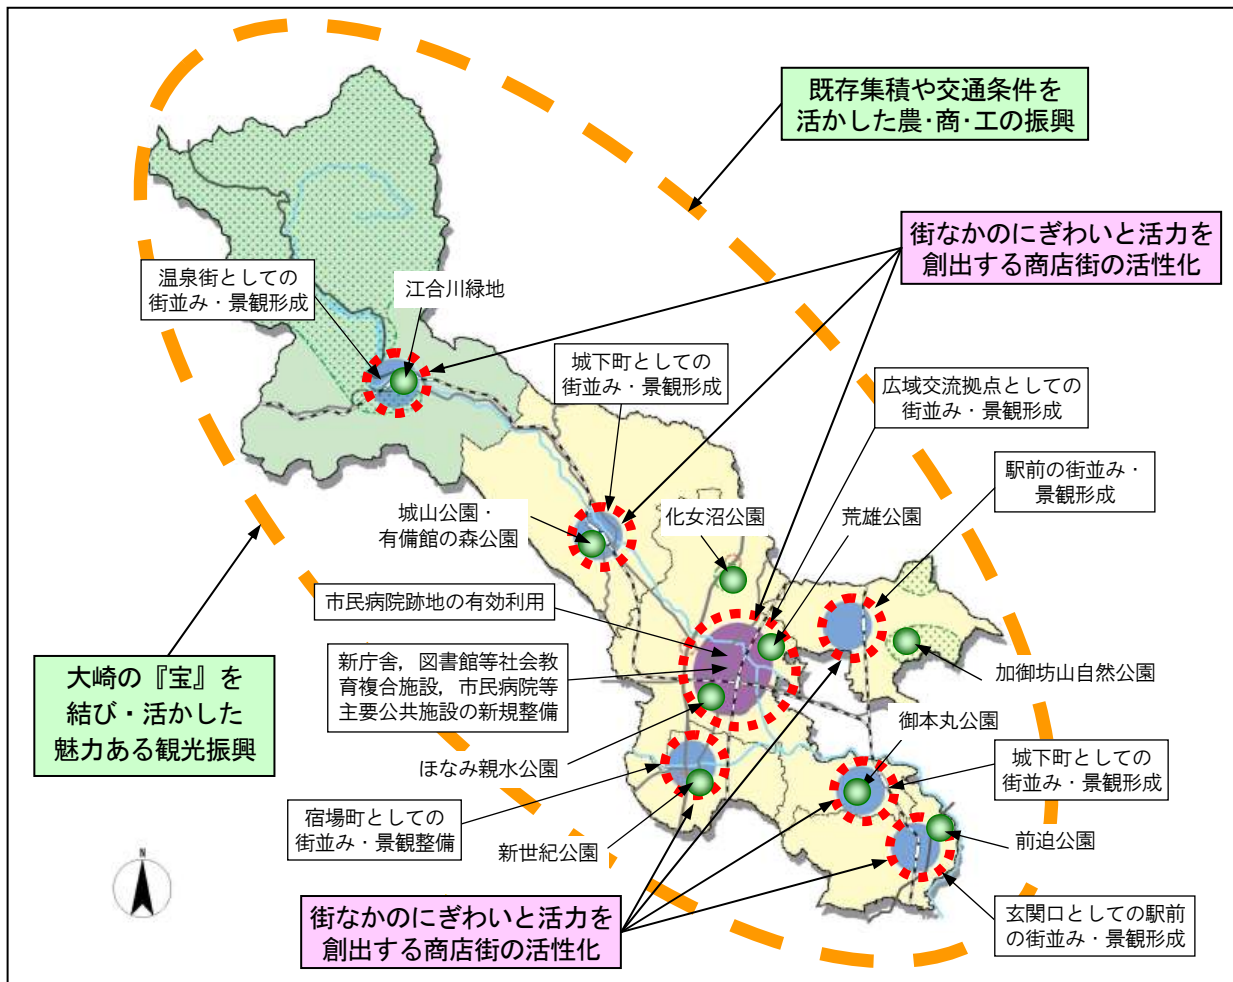 既存集積や交通条件を
活かした農･商･工の振興
街なかのにぎわいと活力を
創出する商店街の活性化
温泉街としての
街並み・景観形成
江合川緑地
城下町としての
街並み・景観形成
広域交流拠点としての
街並み・景観形成
駅前の街並み・
景観形成
城山公園・
有備館の森公園
化女沼公園
荒雄公園
市民病院跡地の有効利用
新庁舎，図書館等社会教
育複合施設，市民病院等
主要公共施設の新規整備
加御坊山自然公園
大崎の『宝』を
結び・活かした
魅力ある観光振興
御本丸公園
ほなみ親水公園
城下町としての
街並み・景観形成
宿場町としての
街並み・景観整備
新世紀公園
前迫公園
街なかのにぎわいと活力を
創出する商店街の活性化
玄関口としての駅前
の街並み・景観形成
N